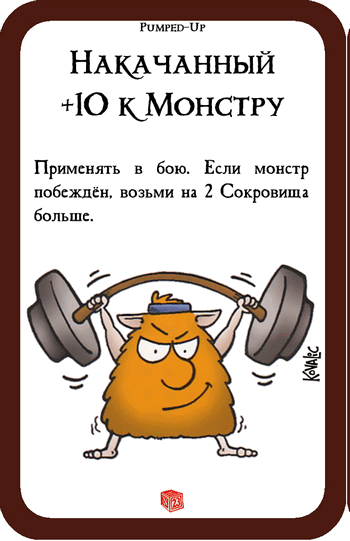 Pumped-Up
Накачанный
+10 к Монстру
Применять в бою. Если монстр
побеждён, возьми на 2 Сокровища
больше.
Kovalic